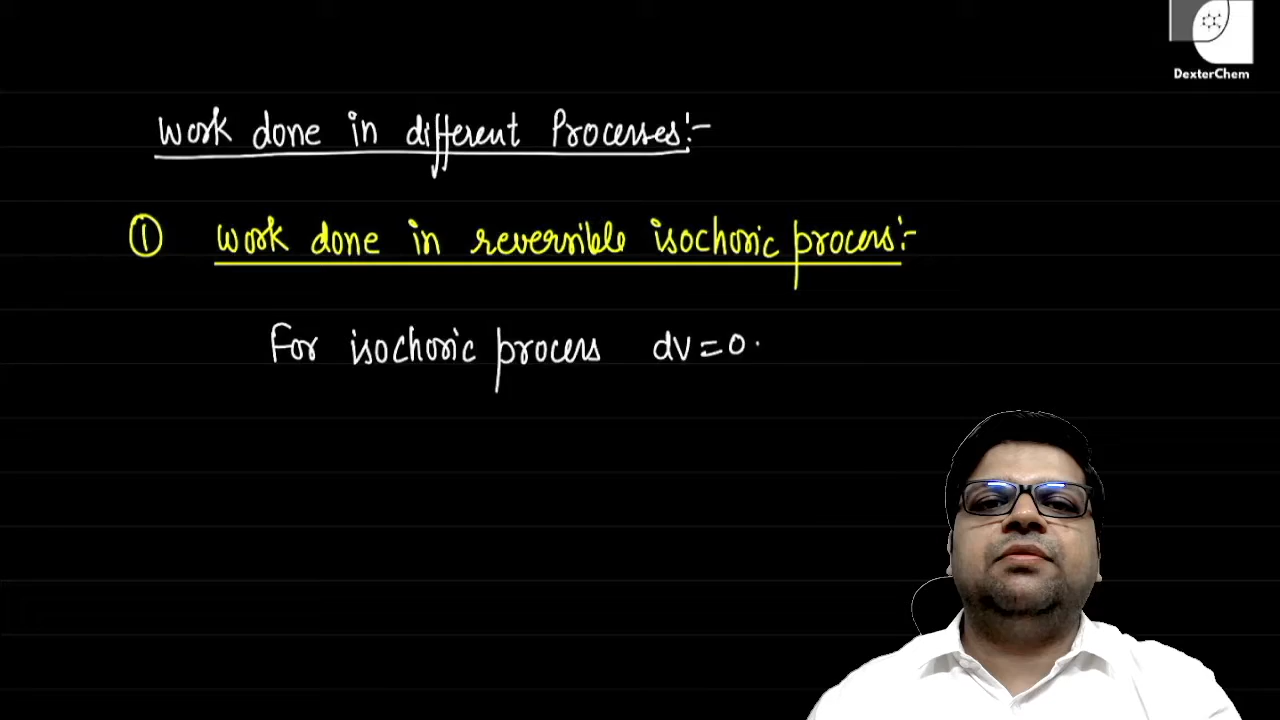 DexterChem
Work done in different Processes:-
① Work done in reversible isochoric process:-
For isochoric process dV=0.